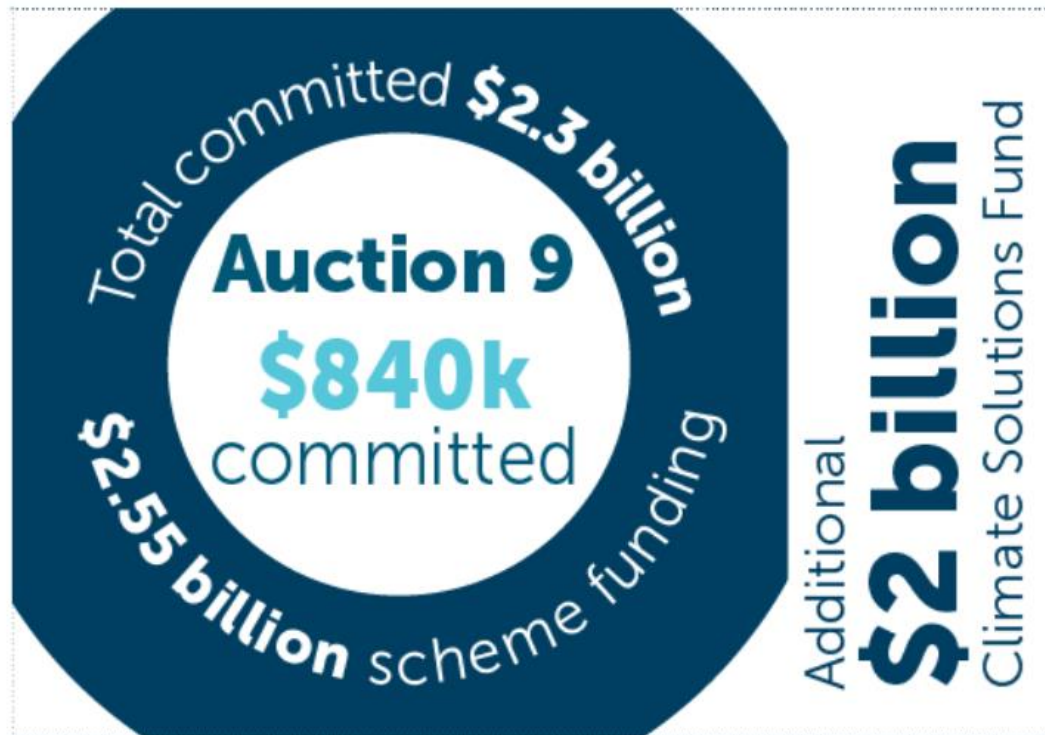 Total committed $2.3 billion
Auction 9
$840k
committed
$2.55 billion scheme funding
Additional
$2 billion
Climate Solutions Fund